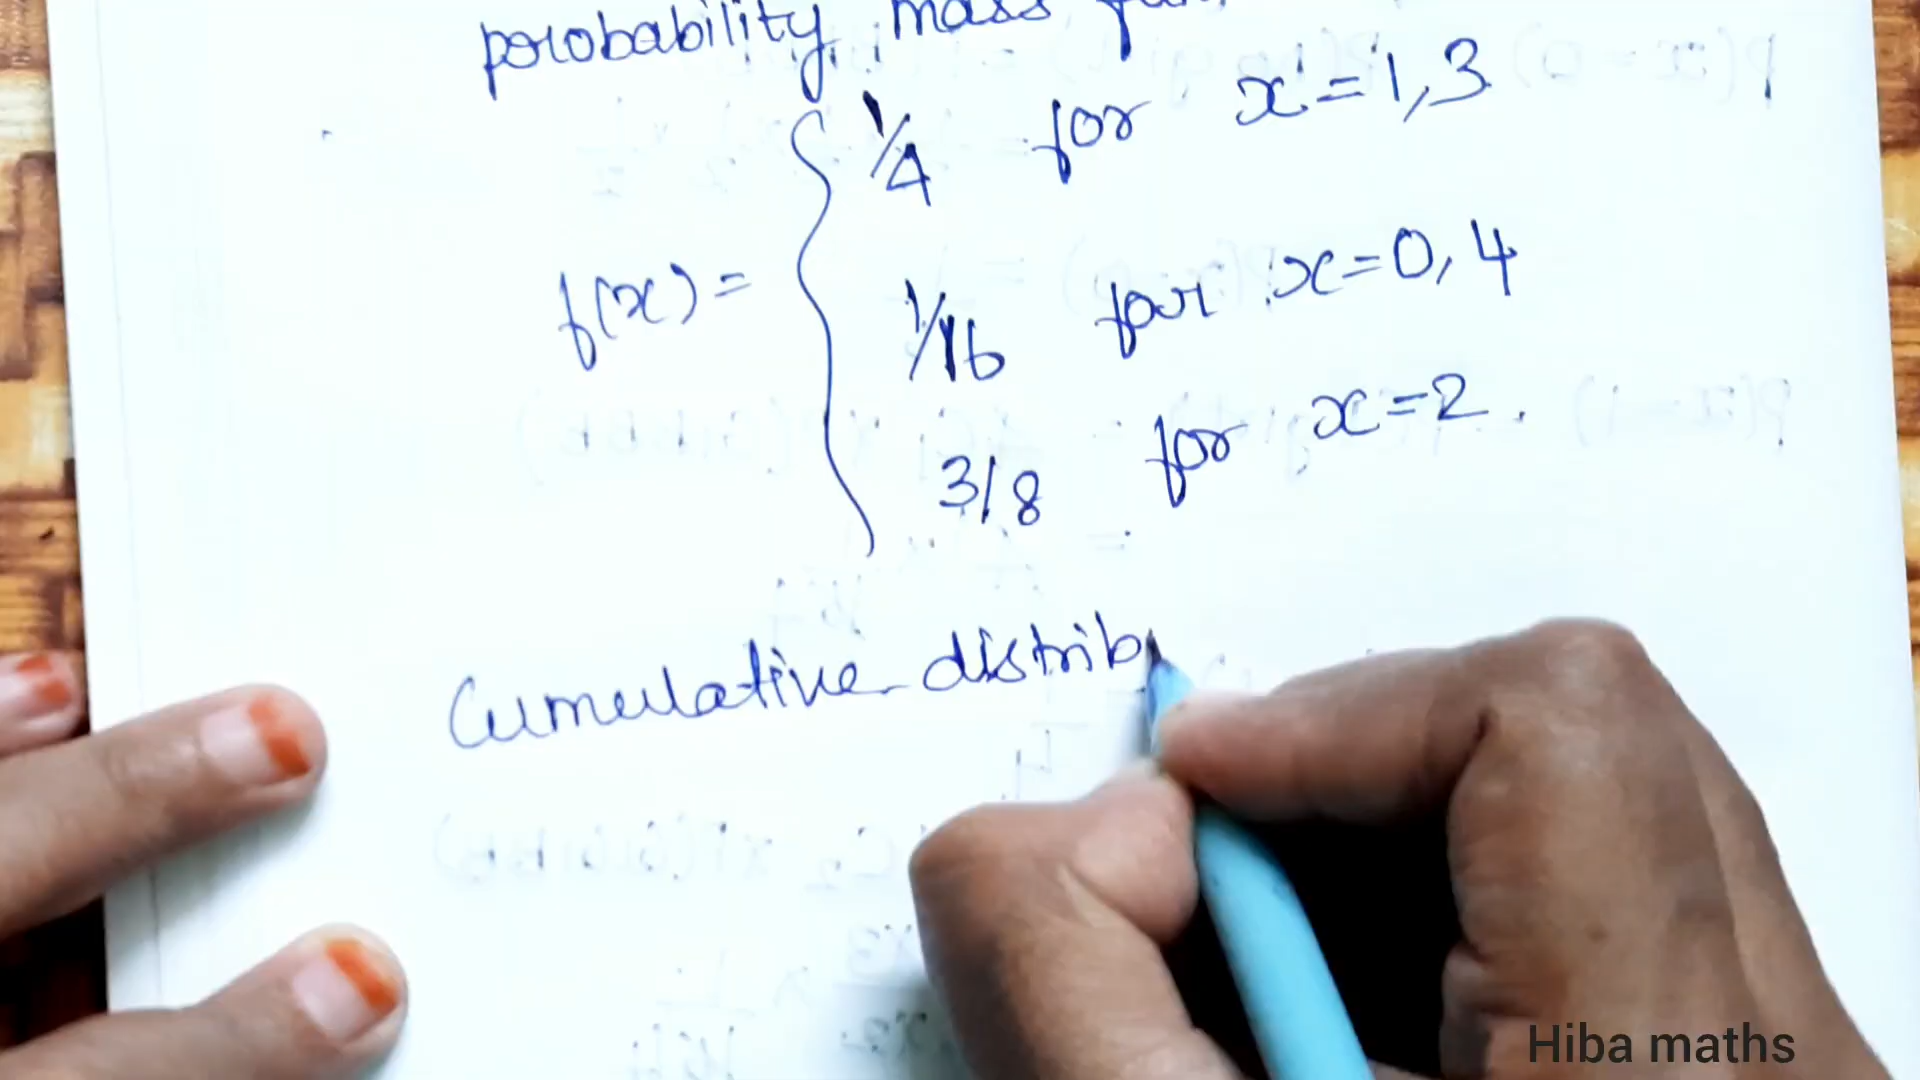 probability mass
1/4 for x=1,3
f(x)=
1/16 for x=0, 4
3/8 for x=2.
Cumulative distrib
Hiba maths